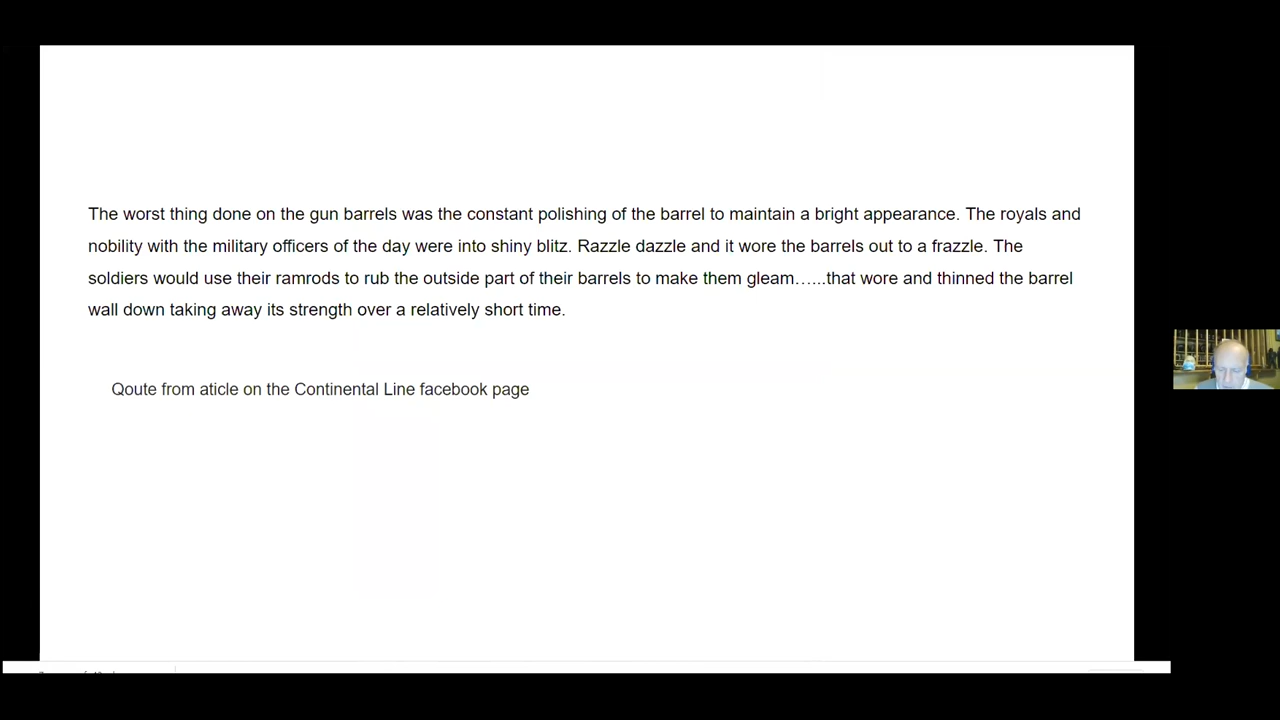 The worst thing done on the gun barrels was the constant polishing of the barrel to maintain a bright appearance. The royals and
nobility with the military officers of the day were into shiny blitz. Razzle dazzle and it wore the barrels out to a frazzle. The
soldiers would use their ramrods to rub the outside part of their barrels to make them gleam…...that wore and thinned the barrel
wall down taking away its strength over a relatively short time.
Qoute from aticle on the Continental Line facebook page